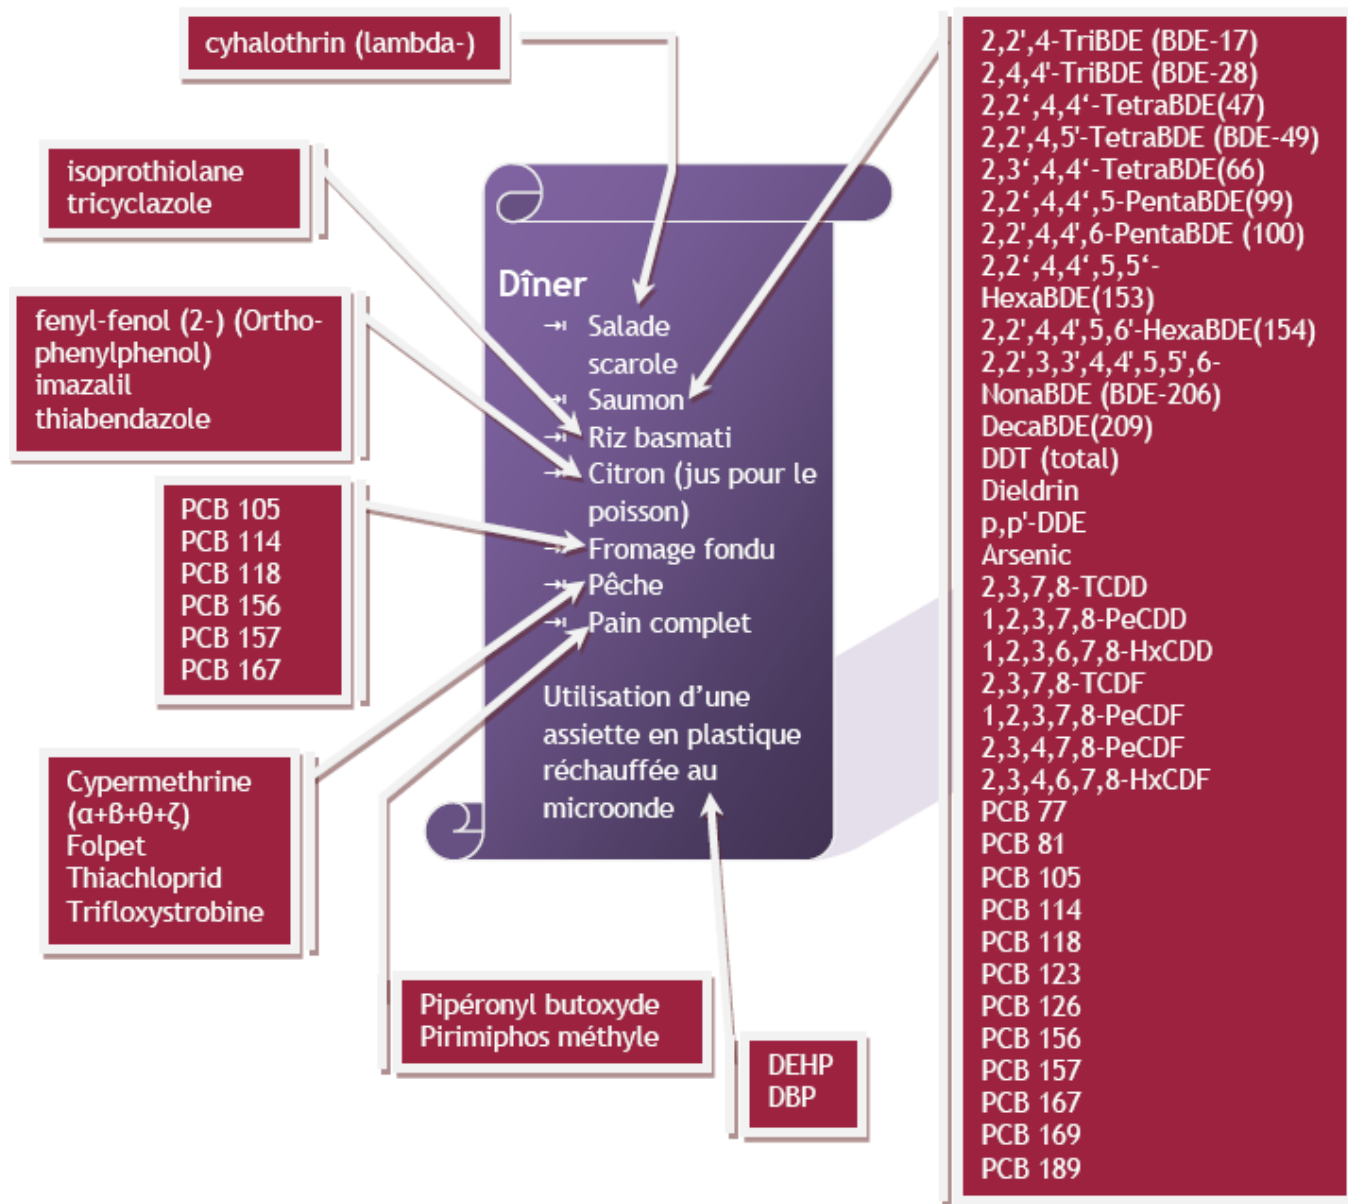 cyhalothrin (lambda-)
isoprothiolane
tricyclazole
fenyl-fenol (2-) (Ortho-
phenylphenol)
imazalil
thiabendazole
PCB 105
PCB 114
PCB 118
PCB 156
PCB 157
PCB 167
Cypermethrine
(α+β+θ+ζ)
Folpet
Thiachloprid
Trifloxystrobine
Dîner
Salade
scarole
Saumon
Riz basmati
Citron (jus pour le
poisson)
Fromage fondu
Pêche
Pain complet
Utilisation d’une
assiette en plastique
réchauffée au
microonde
Pipéronyl butoxyde
Pirimiphos méthyle
DEHP
DBP
2,2',4-TriBDE (BDE-17)
2,4,4'-TriBDE (BDE-28)
2,2‘,4,4‘-TetraBDE(47)
2,2',4,5'-TetraBDE (BDE-49)
2,3‘,4,4‘-TetraBDE(66)
2,2‘,4,4‘,5-PentaBDE(99)
2,2',4,4',6-PentaBDE (100)
2,2‘,4,4‘,5,5‘-
HexaBDE(153)
2,2',4,4',5,6'-HexaBDE(154)
2,2',3,3',4,4',5,5',6-
NonaBDE (BDE-206)
DecaBDE(209)
DDT (total)
Dieldrin
p,p'-DDE
Arsenic
2,3,7,8-TCDD
1,2,3,7,8-PeCDD
1,2,3,6,7,8-HxCDD
2,3,7,8-TCDF
1,2,3,7,8-PeCDF
2,3,4,7,8-PeCDF
2,3,4,6,7,8-HxCDF
PCB 77
PCB 81
PCB 105
PCB 114
PCB 118
PCB 123
PCB 126
PCB 156
PCB 157
PCB 167
PCB 169
PCB 189